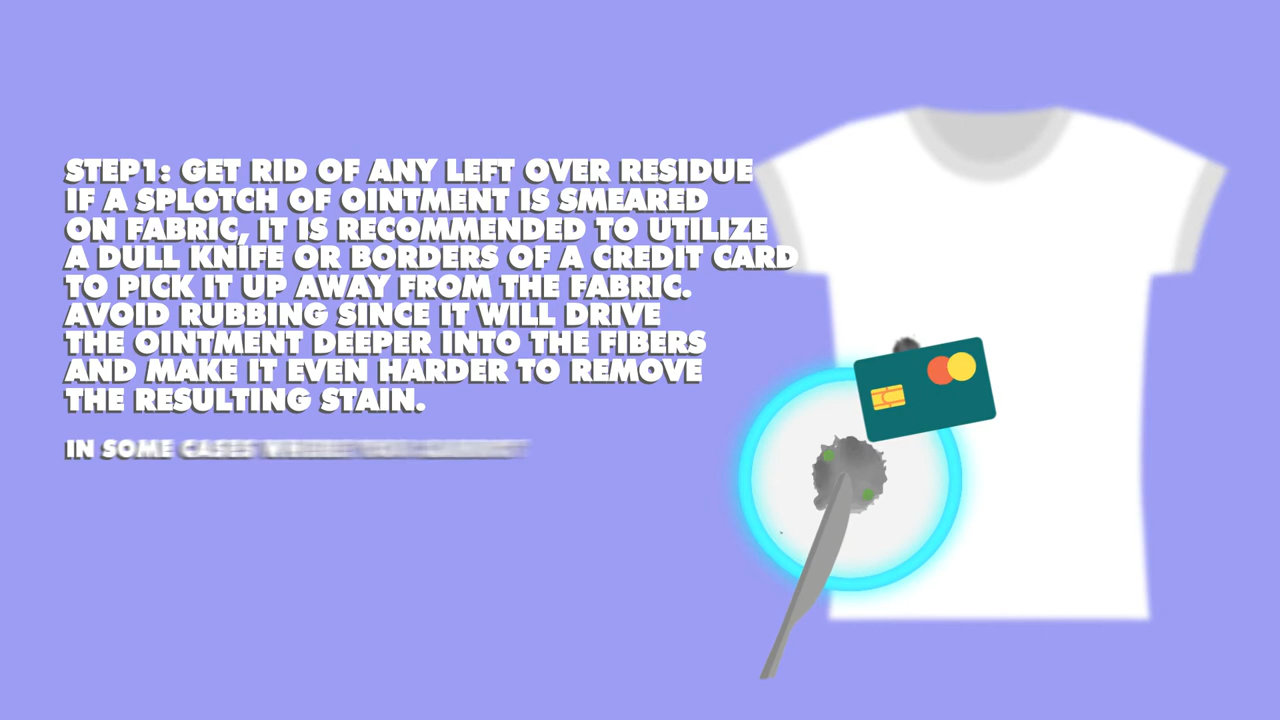 STEP1: GET RID OF ANY LEFT OVER RESIDUE
IF A SPLOTCH OF OINTMENT IS SMEARED
ON FABRIC, IT IS RECOMMENDED TO UTILIZE
A DULL KNIFE OR BORDERS OF A CREDIT CARD
TO PICK IT UP AWAY FROM THE FABRIC.
AVOID RUBBING SINCE IT WILL DRIVE
THE OINTMENT DEEPER INTO THE FIBERS
AND MAKE IT EVEN HARDER TO REMOVE
THE RESULTING STAIN.
IN SOME CASES WHERE YOU